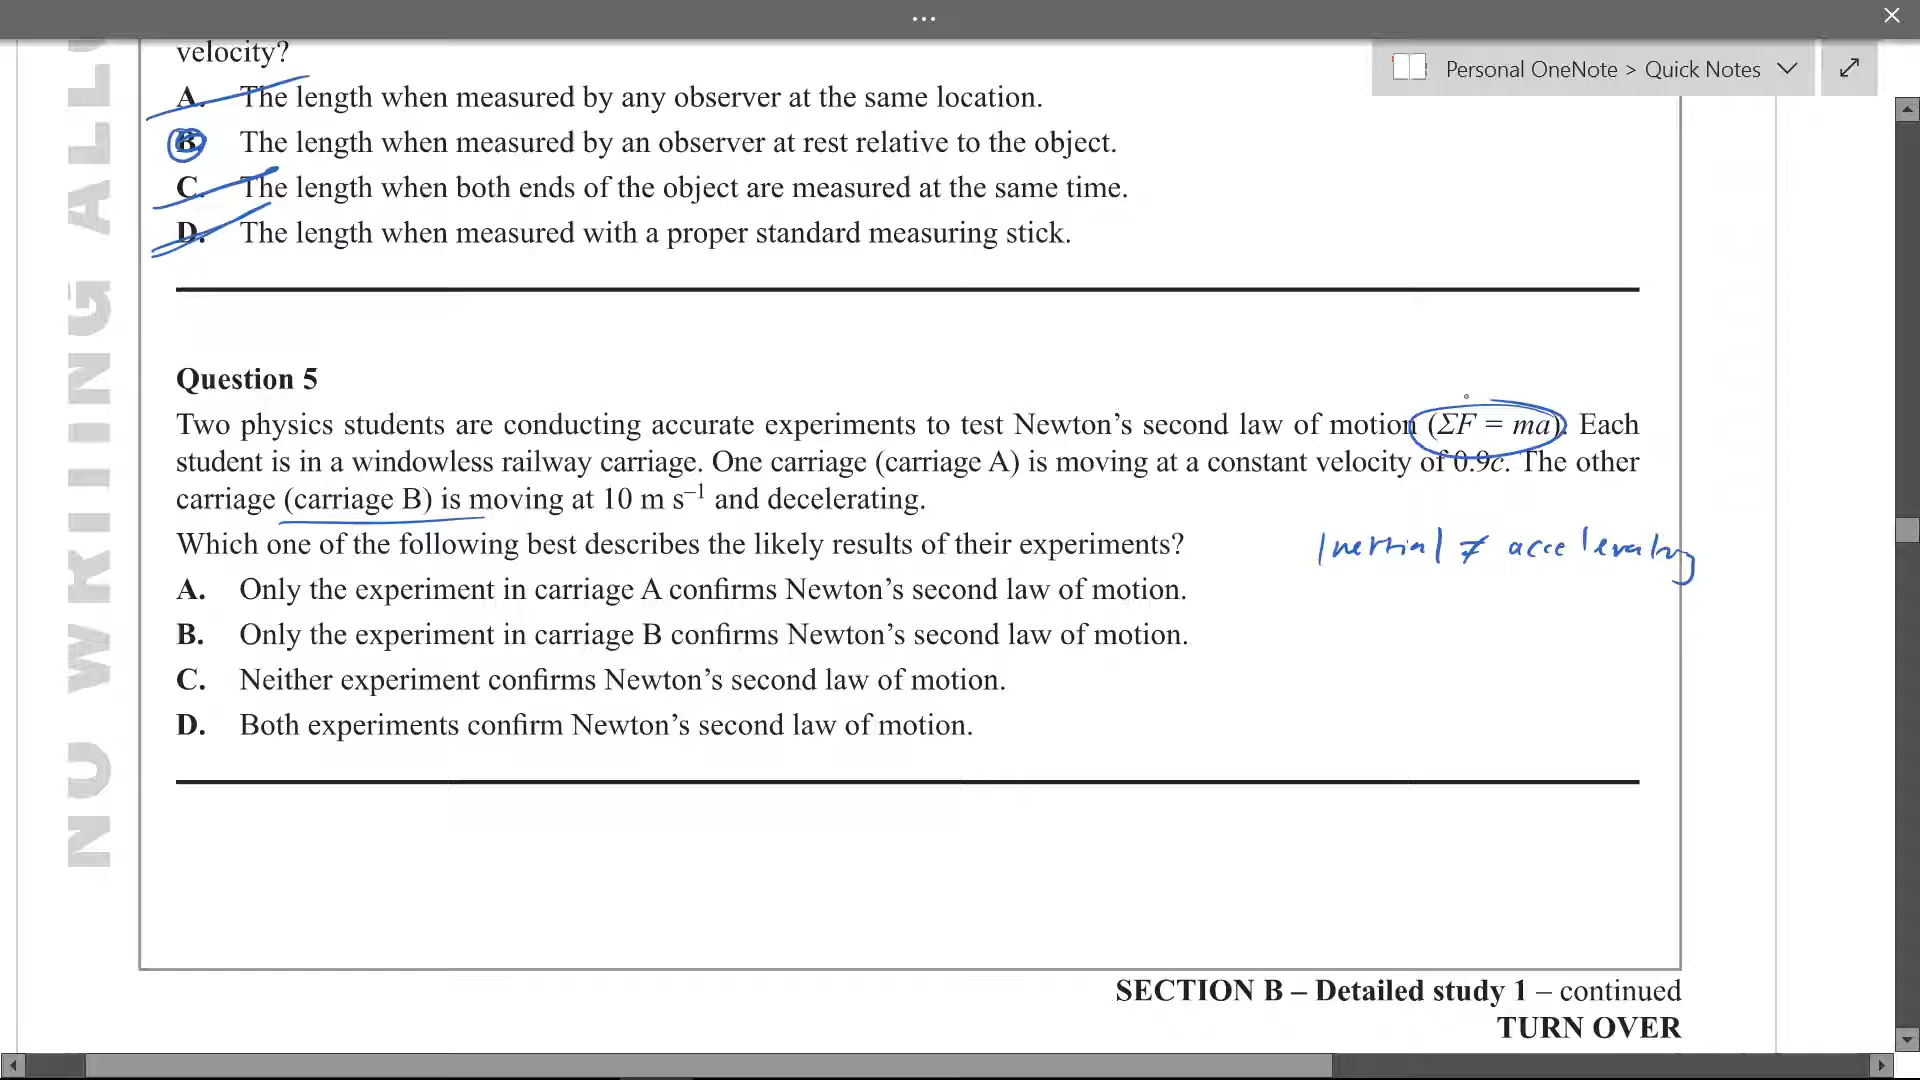 ...
velocity?
Personal OneNote > Quick Notes
A. The length when measured by any observer at the same location.
B. The length when measured by an observer at rest relative to the object.
C. The length when both ends of the object are measured at the same time.
D. The length when measured with a proper standard measuring stick.
Question 5
Two physics students are conducting accurate experiments to test Newton’s second law of motion (ΣF = ma). Each
student is in a windowless railway carriage. One carriage (carriage A) is moving at a constant velocity of 0.9c. The other
carriage (carriage B) is moving at 10 m s⁻¹ and decelerating.
Which one of the following best describes the likely results of their experiments?
Inertial ≠ accelerating
A. Only the experiment in carriage A confirms Newton’s second law of motion.
B. Only the experiment in carriage B confirms Newton’s second law of motion.
C. Neither experiment confirms Newton’s second law of motion.
D. Both experiments confirm Newton’s second law of motion.
SECTION B – Detailed study 1 – continued
TURN OVER